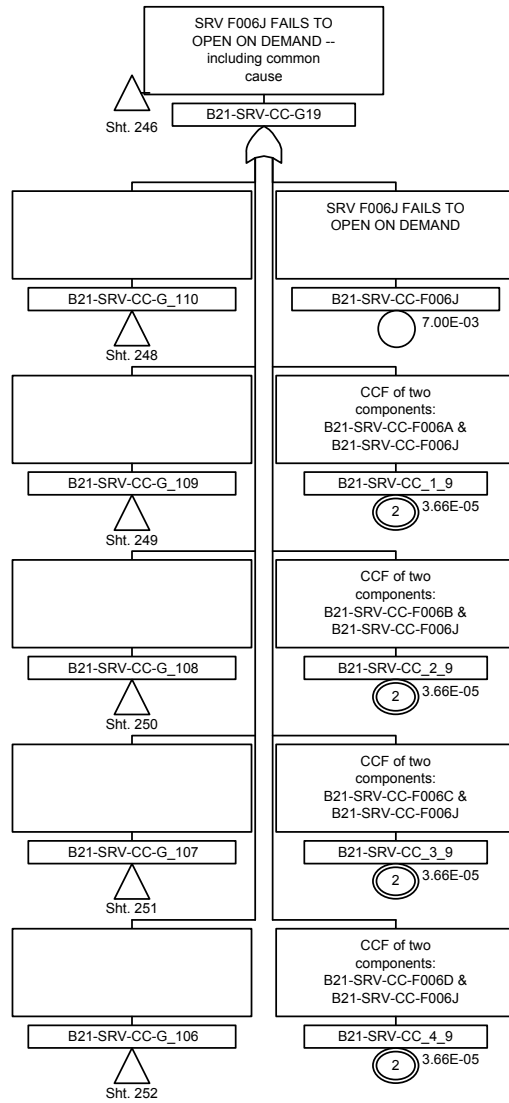 SRV F006J FAILS TO
OPEN ON DEMAND --
including common
cause
Sht. 246
B21-SRV-CC-G19
SRV F006J FAILS TO
OPEN ON DEMAND
B21-SRV-CC-G_110
B21-SRV-CC-F006J
Sht. 248
7.00E-03
CCF of two
components:
B21-SRV-CC-F006A &
B21-SRV-CC-F006J
B21-SRV-CC-G_109
B21-SRV-CC_1_9
Sht. 249
2
3.66E-05
CCF of two
components:
B21-SRV-CC-F006B &
B21-SRV-CC-F006J
B21-SRV-CC-G_108
B21-SRV-CC_2_9
Sht. 250
2
3.66E-05
CCF of two
components:
B21-SRV-CC-F006C &
B21-SRV-CC-F006J
B21-SRV-CC-G_107
B21-SRV-CC_3_9
Sht. 251
2
3.66E-05
CCF of two
components:
B21-SRV-CC-F006D &
B21-SRV-CC-F006J
B21-SRV-CC-G_106
B21-SRV-CC_4_9
Sht. 252
2
3.66E-05